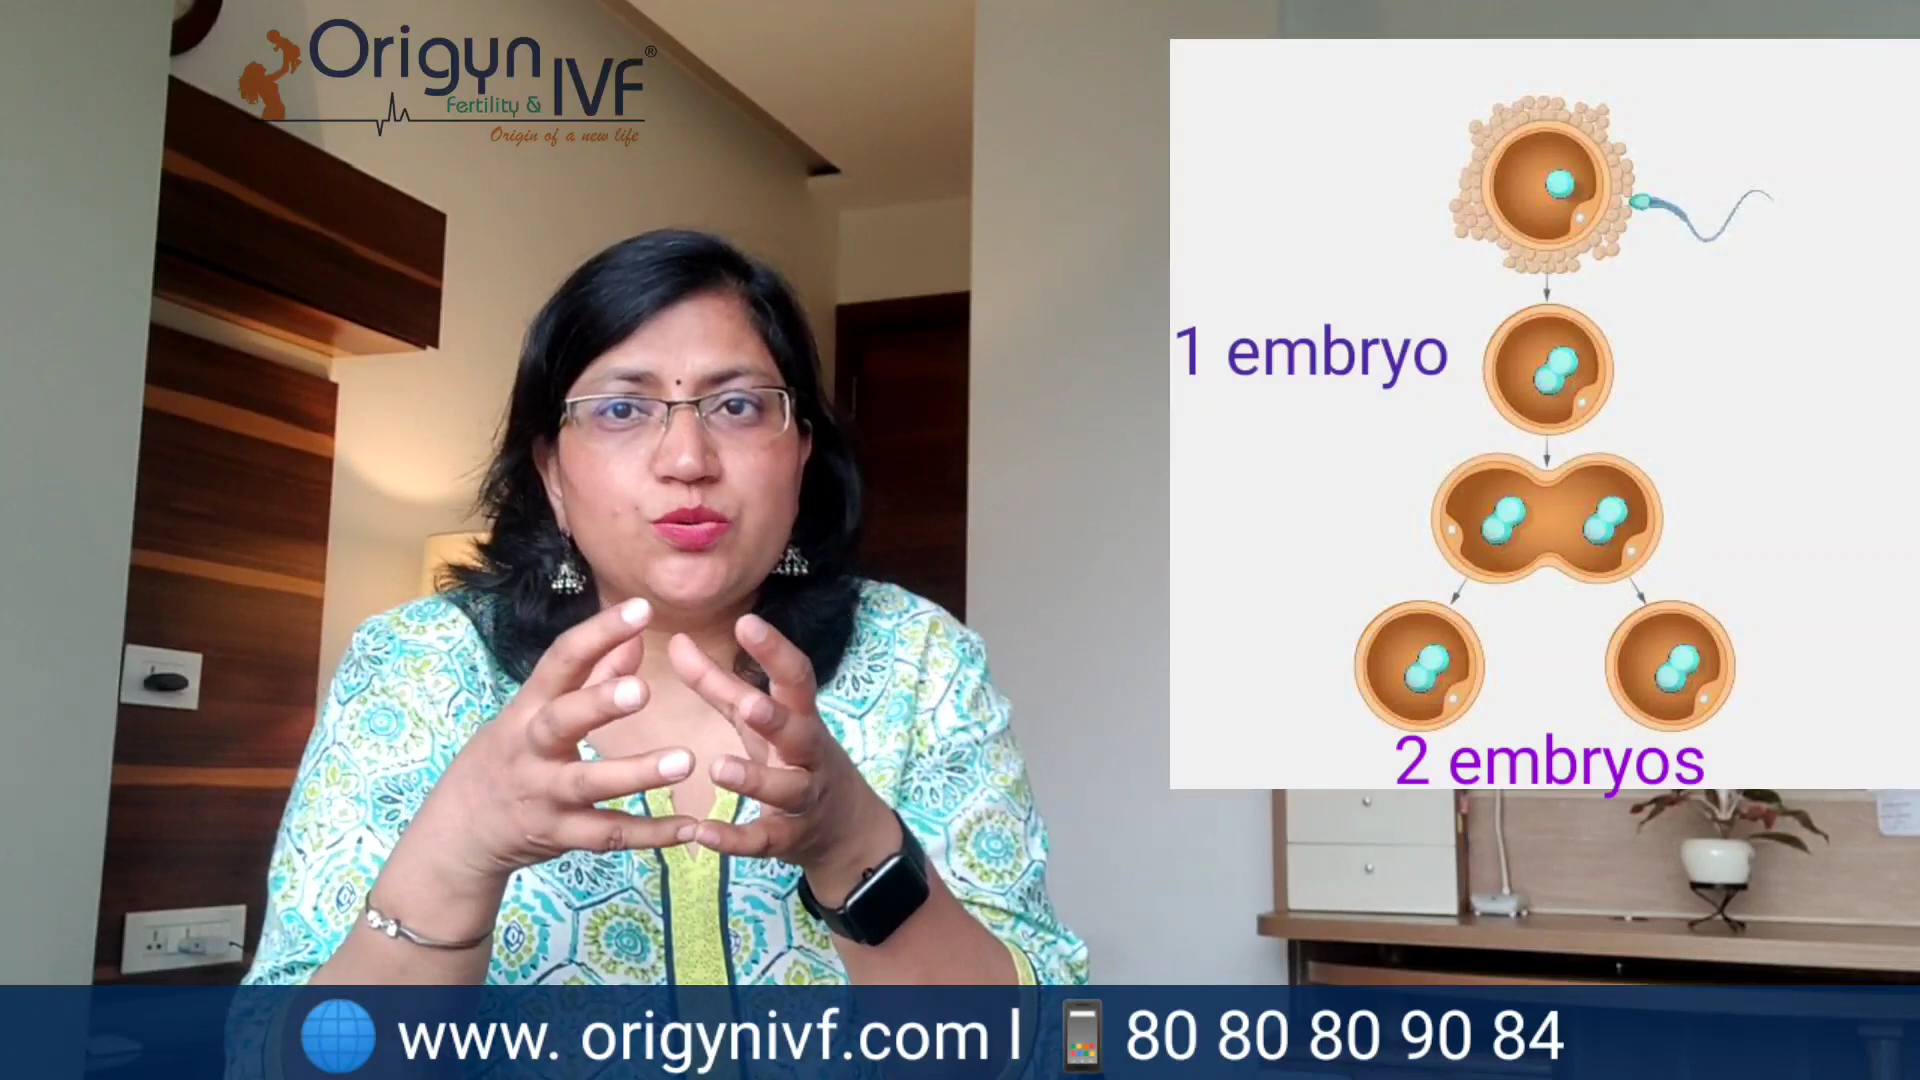 Origyn
Fertility & IVF®
Origin of a new life
1 embryo
2 embryos
www. origynivf.com | 80 80 80 90 84